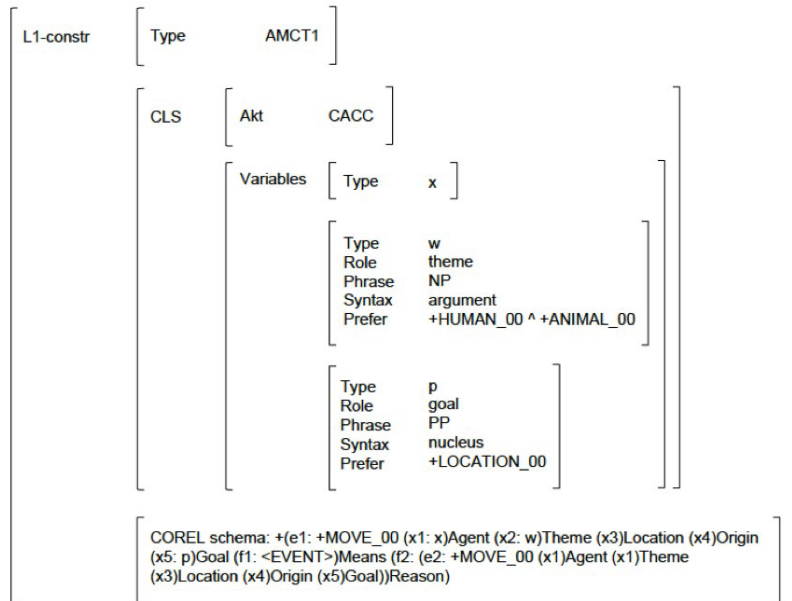 L1-constr Type AMCT1
CLS Akt CACC
Variables Type x
Type w
Role theme
Phrase NP
Syntax argument
Prefer +HUMAN_00 ^ +ANIMAL_00
Type p
Role goal
Phrase PP
Syntax nucleus
Prefer +LOCATION_00
COREL schema: +(e1: +MOVE_00 (x1: x)Agent (x2: w)Theme (x3)Location (x4)Origin
(x5: p)Goal (f1: <EVENT>)Means (f2: (e2: +MOVE_00 (x1)Agent (x1)Theme
(x3)Location (x4)Origin (x5)Goal))Reason)